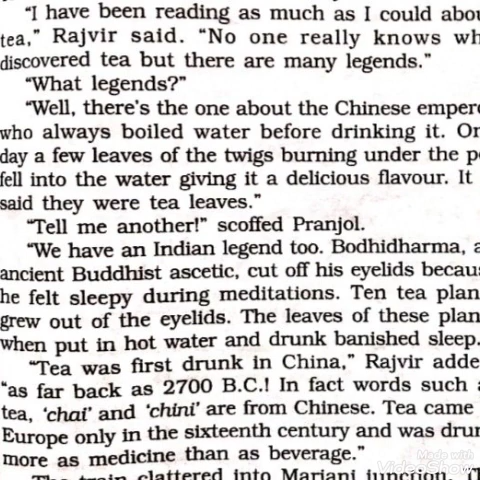 "I have been reading as much as I could abou
tea," Rajvir said. "No one really knows wh
discovered tea but there are many legends."
"What legends?"
"Well, there's the one about the Chinese empero
who always boiled water before drinking it. On
day a few leaves of the twigs burning under the p
fell into the water giving it a delicious flavour. It
said they were tea leaves."
"Tell me another!" scoffed Pranjol.
"We have an Indian legend too. Bodhidharma, a
ancient Buddhist ascetic, cut off his eyelids becau
he felt sleepy during meditations. Ten tea plan
grew out of the eyelids. The leaves of these plan
when put in hot water and drunk banished sleep.
"Tea was first drunk in China," Rajvir adde
"as far back as 2700 B.C.! In fact words such a
tea, 'chai' and 'chini' are from Chinese. Tea came
Europe only in the sixteenth century and was drun
more as medicine than as beverage."
The train clattered into Mariani junction. (T
Made with
VideoShow